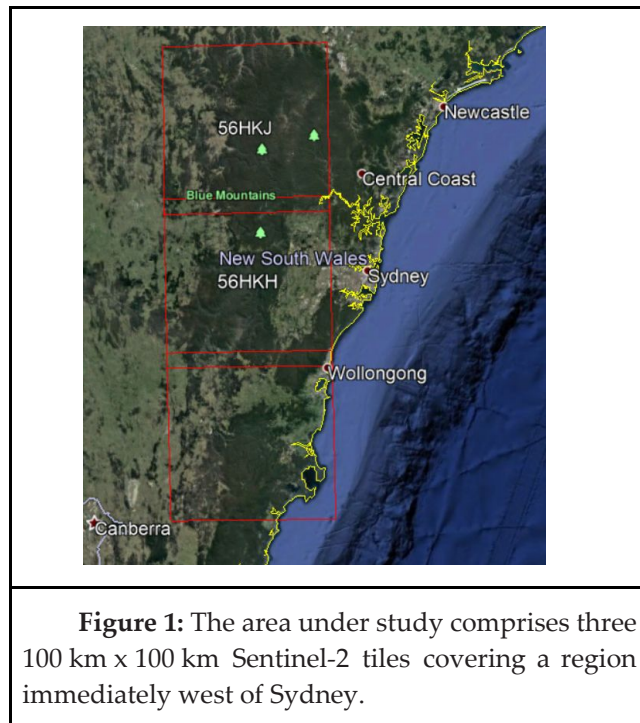 Newcastle
56HKJ
Central Coast
Blue Mountains
New South Wales
56HKH
Sydney
Wollongong
Canberra
Figure 1: The area under study comprises three
100 km x 100 km Sentinel-2 tiles covering a region
immediately west of Sydney.